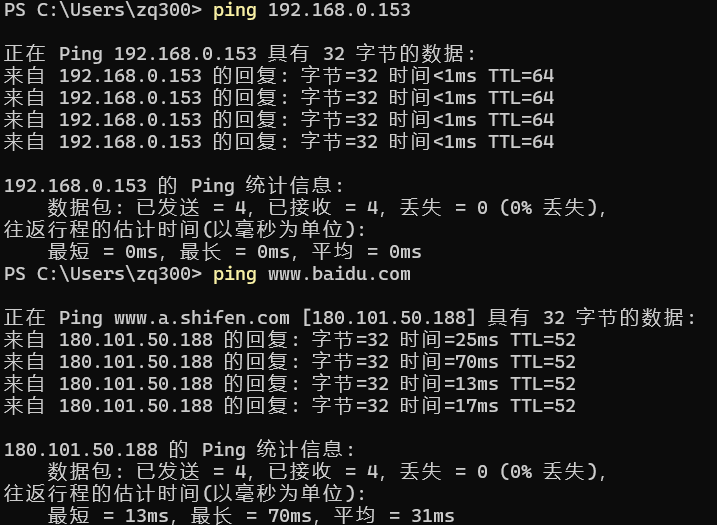 PS C:\Users\zq300> ping 192.168.0.153
正在 Ping 192.168.0.153 具有 32 字节的数据:
来自 192.168.0.153 的回复: 字节=32 时间<1ms TTL=64
来自 192.168.0.153 的回复: 字节=32 时间<1ms TTL=64
来自 192.168.0.153 的回复: 字节=32 时间<1ms TTL=64
来自 192.168.0.153 的回复: 字节=32 时间<1ms TTL=64
192.168.0.153 的 Ping 统计信息:
数据包: 已发送 = 4, 已接收 = 4, 丢失 = 0 (0% 丢失),
往返行程的估计时间(以毫秒为单位):
最短 = 0ms, 最长 = 0ms, 平均 = 0ms
PS C:\Users\zq300> ping www.baidu.com
正在 Ping www.a.shifen.com [180.101.50.188] 具有 32 字节的数据:
来自 180.101.50.188 的回复: 字节=32 时间=25ms TTL=52
来自 180.101.50.188 的回复: 字节=32 时间=70ms TTL=52
来自 180.101.50.188 的回复: 字节=32 时间=13ms TTL=52
来自 180.101.50.188 的回复: 字节=32 时间=17ms TTL=52
180.101.50.188 的 Ping 统计信息:
数据包: 已发送 = 4, 已接收 = 4, 丢失 = 0 (0% 丢失),
往返行程的估计时间(以毫秒为单位):
最短 = 13ms, 最长 = 70ms, 平均 = 31ms